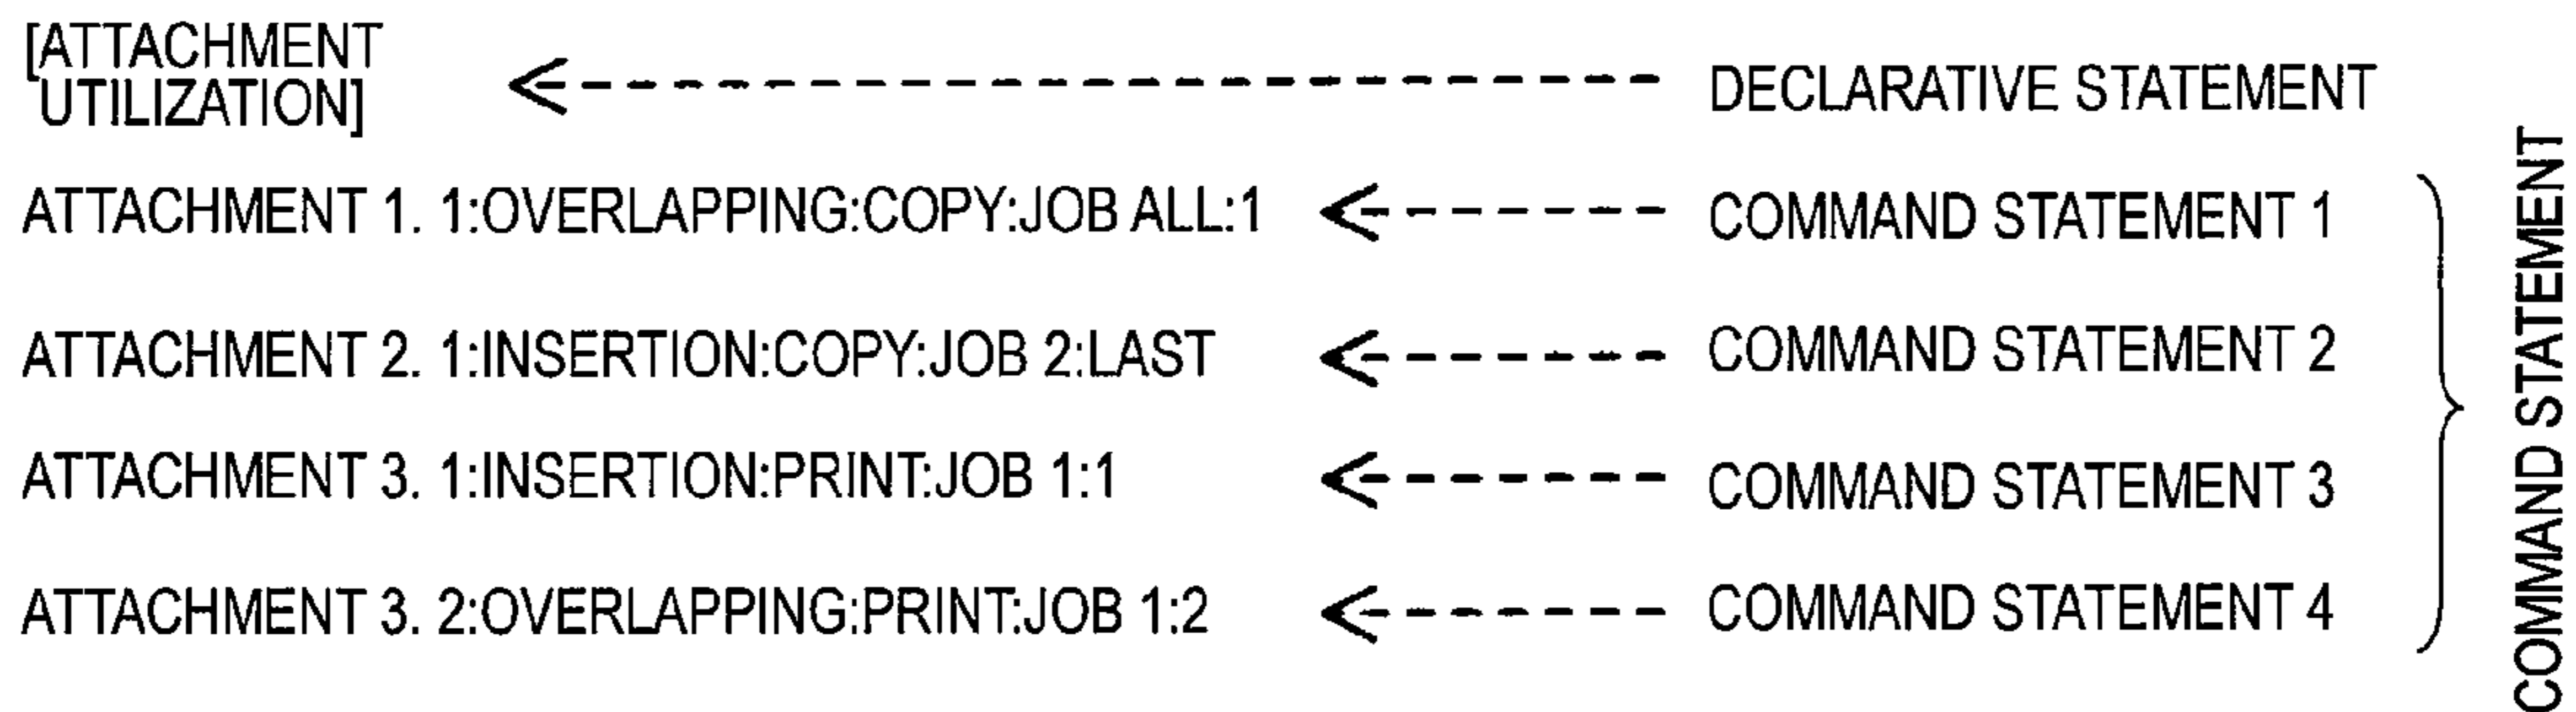 [ATTACHMENT
UTILIZATION]
DECLARATIVE STATEMENT
ATTACHMENT 1. 1:OVERLAPPING:COPY:JOB ALL:1
COMMAND STATEMENT 1
ATTACHMENT 2. 1:INSERTION:COPY:JOB 2:LAST
COMMAND STATEMENT 2
ATTACHMENT 3. 1:INSERTION:PRINT:JOB 1:1
COMMAND STATEMENT 3
ATTACHMENT 3. 2:OVERLAPPING:PRINT:JOB 1:2
COMMAND STATEMENT 4
COMMAND STATEMENT